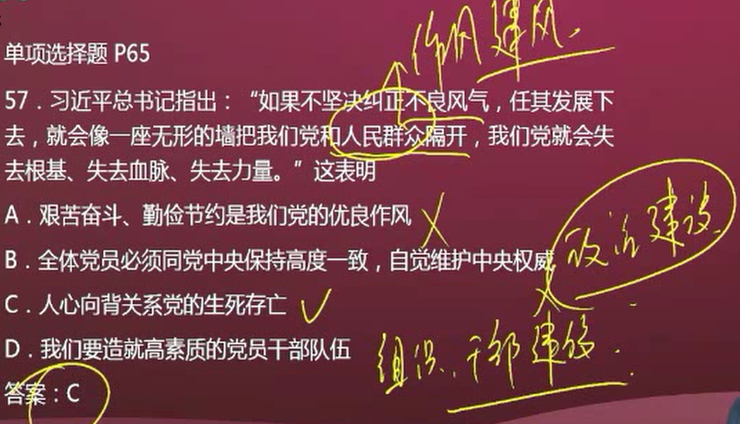 作风建设
单项选择题 P65
57．习近平总书记指出：“如果不坚决纠正不良风气，任其发展下
去，就会像一座无形的墙把我们党和人民群众隔开，我们党就会失
去根基、失去血脉、失去力量。”这表明
A．艰苦奋斗、勤俭节约是我们党的优良作风
B．全体党员必须同党中央保持高度一致，自觉维护中央权威
政治建设
C．人心向背关系党的生死存亡
D．我们要造就高素质的党员干部队伍
组织、干部建设
答案：C